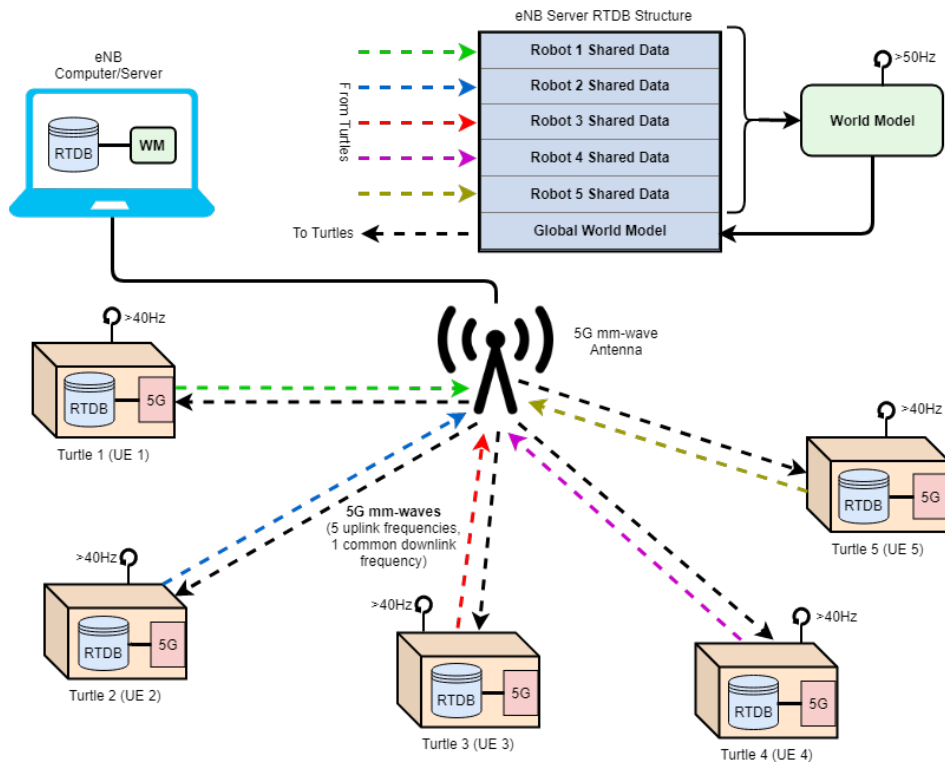 eNB Server RTDB Structure
eNB
Computer/Server
RTDB
WM
From Turtles
Robot 1 Shared Data
Robot 2 Shared Data
Robot 3 Shared Data
Robot 4 Shared Data
Robot 5 Shared Data
Global World Model
To Turtles
>50Hz
World Model
5G mm-wave
Antenna
>40Hz
RTDB
5G
Turtle 1 (UE 1)
>40Hz
RTDB
5G
Turtle 5 (UE 5)
5G mm-waves
(5 uplink frequencies,
1 common downlink
frequency)
>40Hz
RTDB
5G
Turtle 2 (UE 2)
>40Hz
RTDB
5G
Turtle 3 (UE 3)
>40Hz
RTDB
5G
Turtle 4 (UE 4)